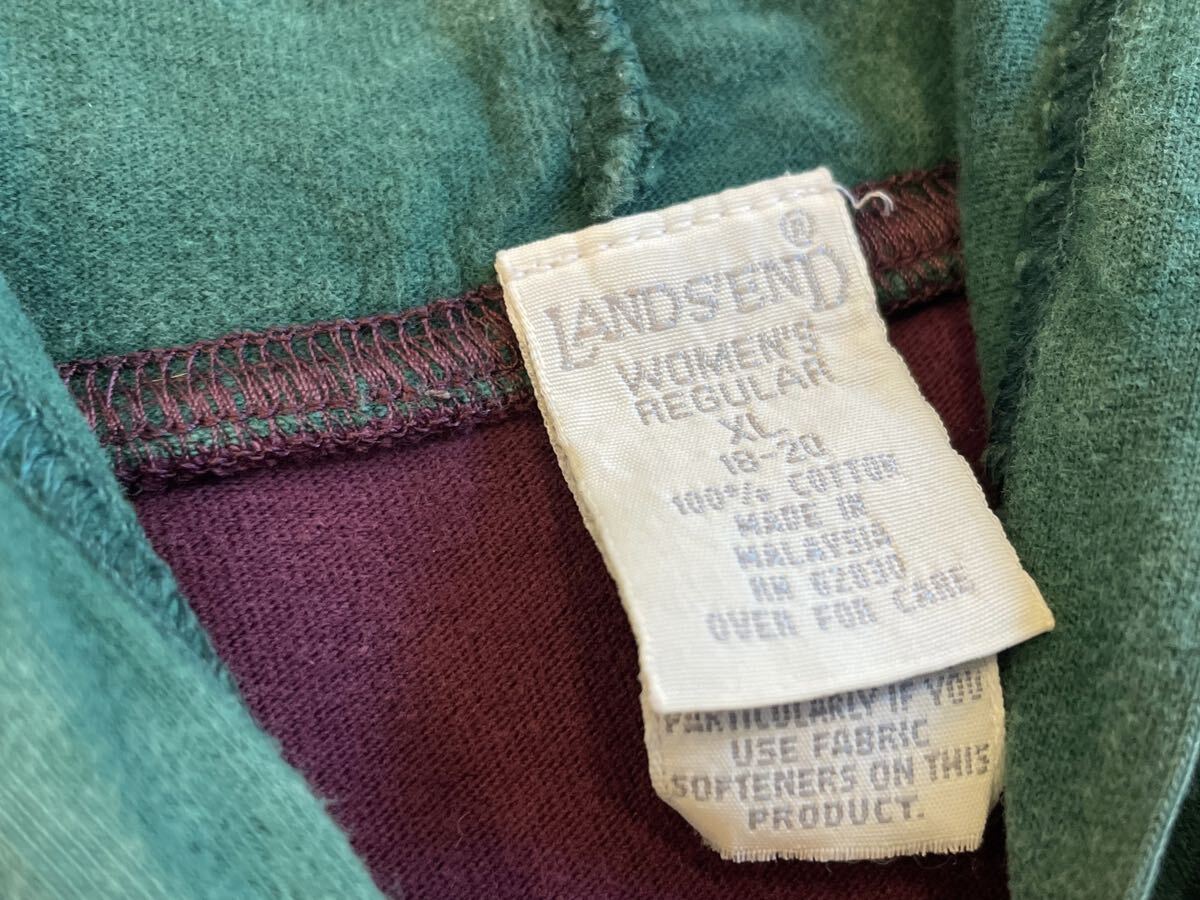 LANDS'END®
WOMEN'S
REGULAR
XL
18-20
100% COTTON
MADE IN
MALAYSIA
RN 62830
OVER FOR CARE
PARTICULARLY IF YOU
USE FABRIC
SOFTENERS ON THIS
PRODUCT.